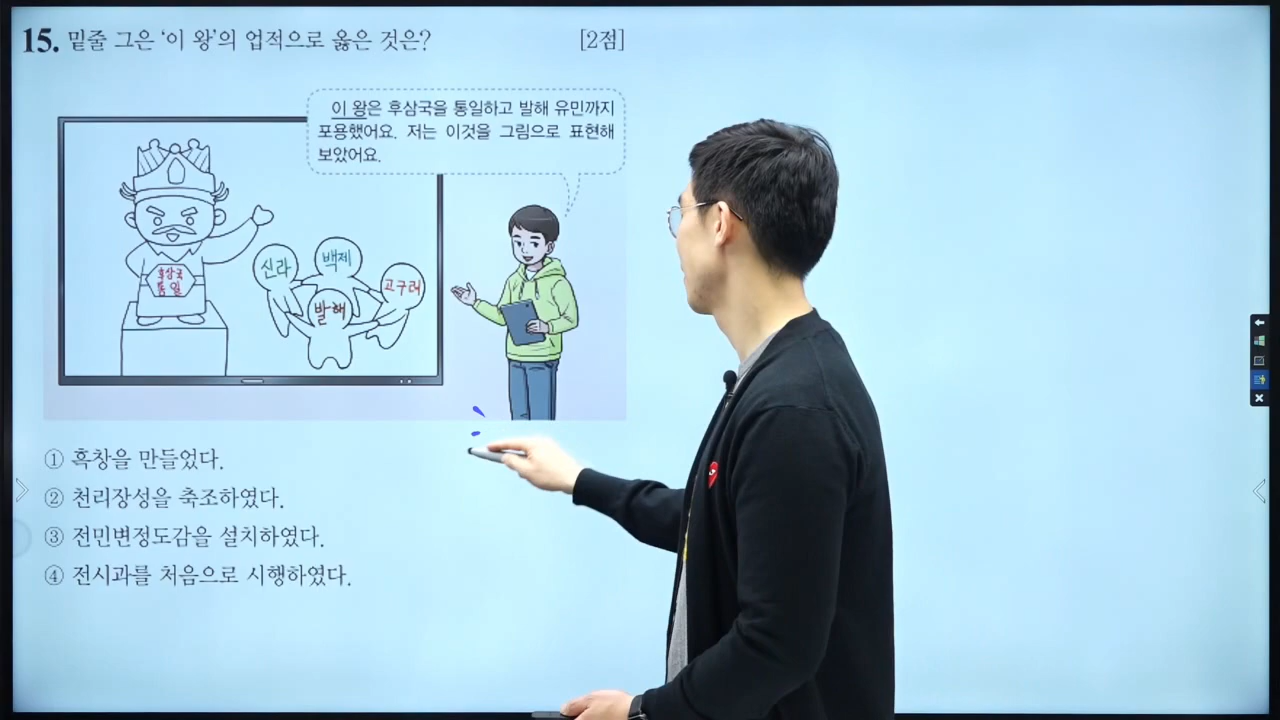 15. 밑줄 그은 '이 왕'의 업적으로 옳은 것은? [2점]
이 왕은 후삼국을 통일하고 발해 유민까지
포용했어요. 저는 이것을 그림으로 표현해
보았어요.
후삼국
통일
신라
백제
고구려
발해
① 흑창을 만들었다.
② 천리장성을 축조하였다.
③ 전민변정도감을 설치하였다.
④ 전시과를 처음으로 시행하였다.